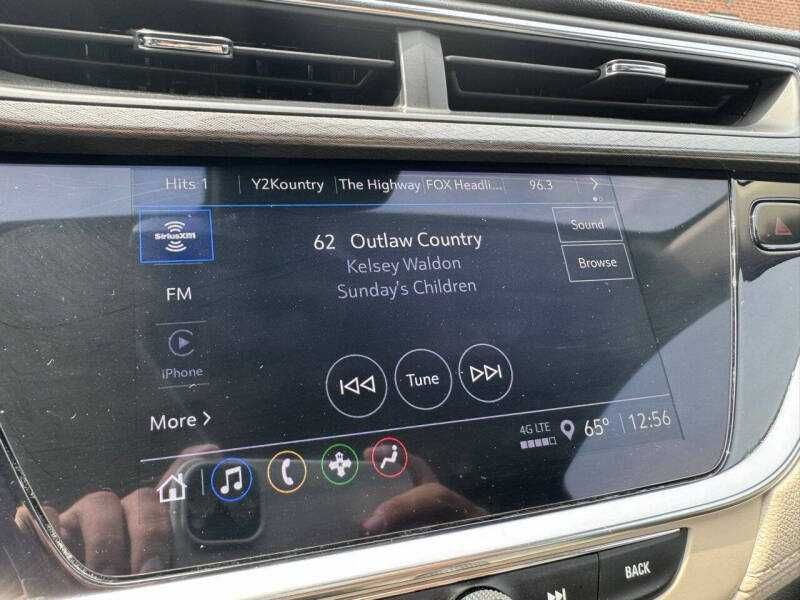 Hits 1 Y2Kountry The Highway FOX Headli... 96.3 >
SiriusXM
62 Outlaw Country
Kelsey Waldon
Sunday's Children
Sound
Browse
FM
iPhone
Tune
More >
4G LTE 65° 12:56
BACK